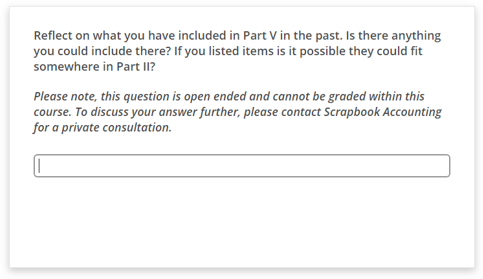 Reflect on what you have included in Part V in the past. Is there anything
you could include there? If you listed items is it possible they could fit
somewhere in Part II?
Please note, this question is open ended and cannot be graded within this
course. To discuss your answer further, please contact Scrapbook Accounting
for a private consultation.